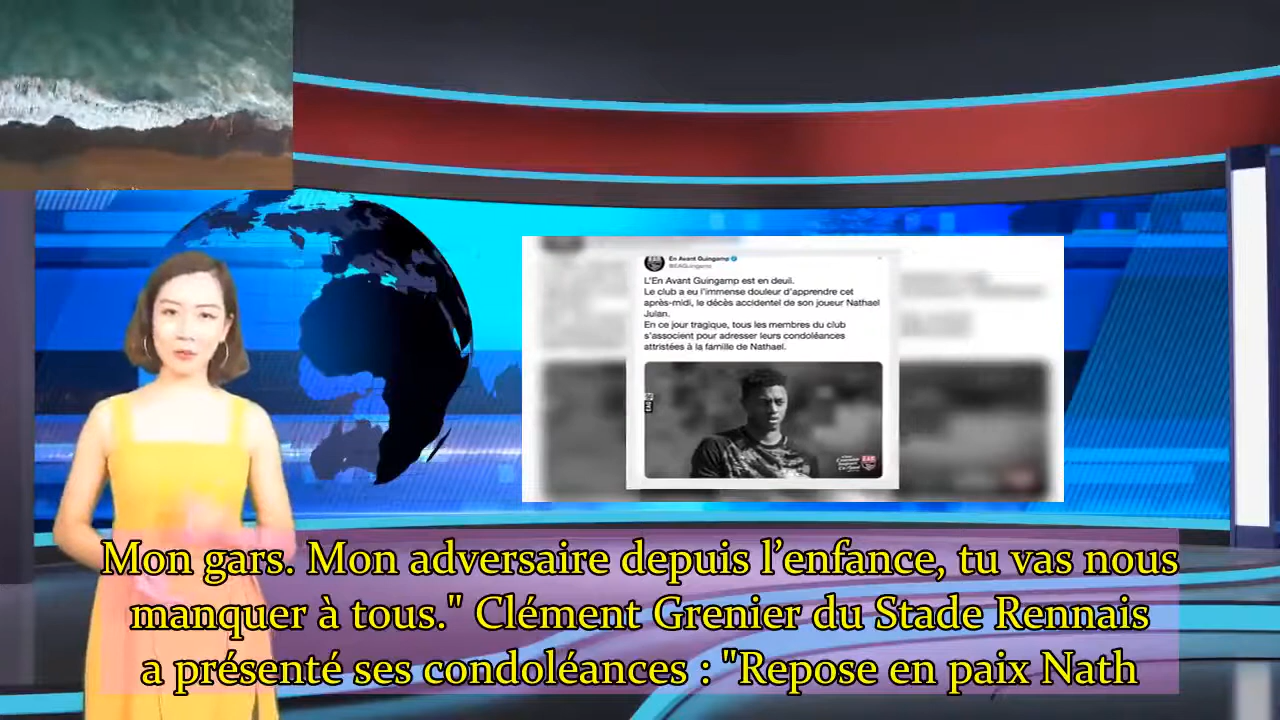 En Avant Guingamp
@EAGuingamp
L'En Avant Guingamp est en deuil.
Le club a eu l'immense douleur d'apprendre cet
après-midi, le décès accidentel de son joueur Nathael
Julan.
En ce jour tragique, tous les membres du club
s'associent pour adresser leurs condoléances
attristées à la famille de Nathael.
EAG
Mon gars. Mon adversaire depuis l’enfance, tu vas nous
manquer à tous." Clément Grenier du Stade Rennais
a présenté ses condoléances : "Repose en paix Nath